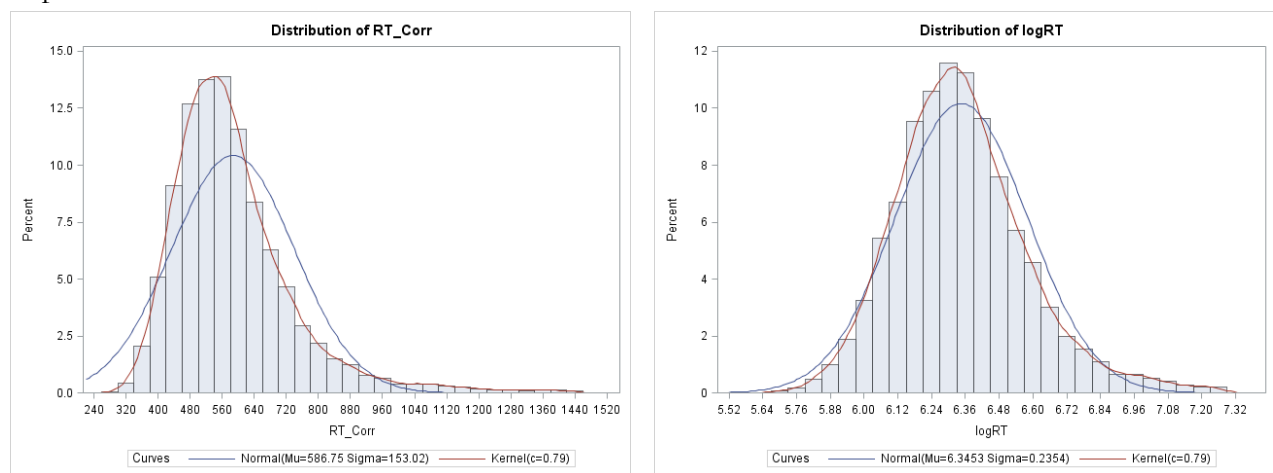 Distribution of RT_Corr
15.0
12.5
10.0
7.5
5.0
2.5
0.0
Percent
240 320 400 480 560 640 720 800 880 960 1040 1120 1200 1280 1360 1440 1520
RT_Corr
Curves Normal(Mu=586.75 Sigma=153.02) Kernel(c=0.79)
Distribution of logRT
12
10
8
6
4
2
0
Percent
5.52 5.64 5.76 5.88 6.00 6.12 6.24 6.36 6.48 6.60 6.72 6.84 6.96 7.08 7.20 7.32
logRT
Curves Normal(Mu=6.3453 Sigma=0.2354) Kernel(c=0.79)